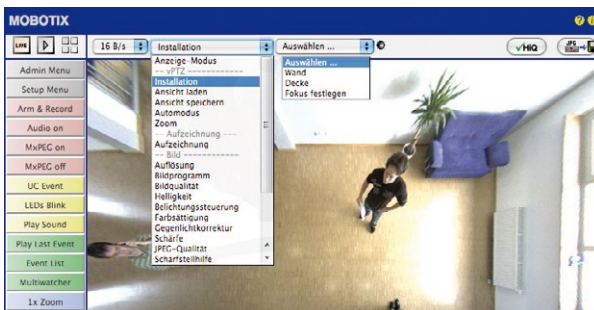 MOBOTIX
LIVE
16 B/s
Installation
Auswählen ...
HiQ
JPG
Admin Menu
Setup Menu
Arm & Record
Audio on
MxPEG on
MxPEG off
UC Event
LEDs Blink
Play Sound
Play Last Event
Event List
Multiwatcher
1x Zoom
Anzeige-Modus
-- vPTZ -------------
Installation
Ansicht laden
Ansicht speichern
Automodus
Zoom
-- Aufzeichnung ---
Aufzeichnung
-- Bild -------------
Auflösung
Bildprogramm
Bildqualität
Helligkeit
Belichtungssteuerung
Farbsättigung
Gegenlichtkorrektur
Schärfe
JPEG-Qualität
Scharfstellhilfe
Auswählen ...
Wand
Decke
Fokus festlegen